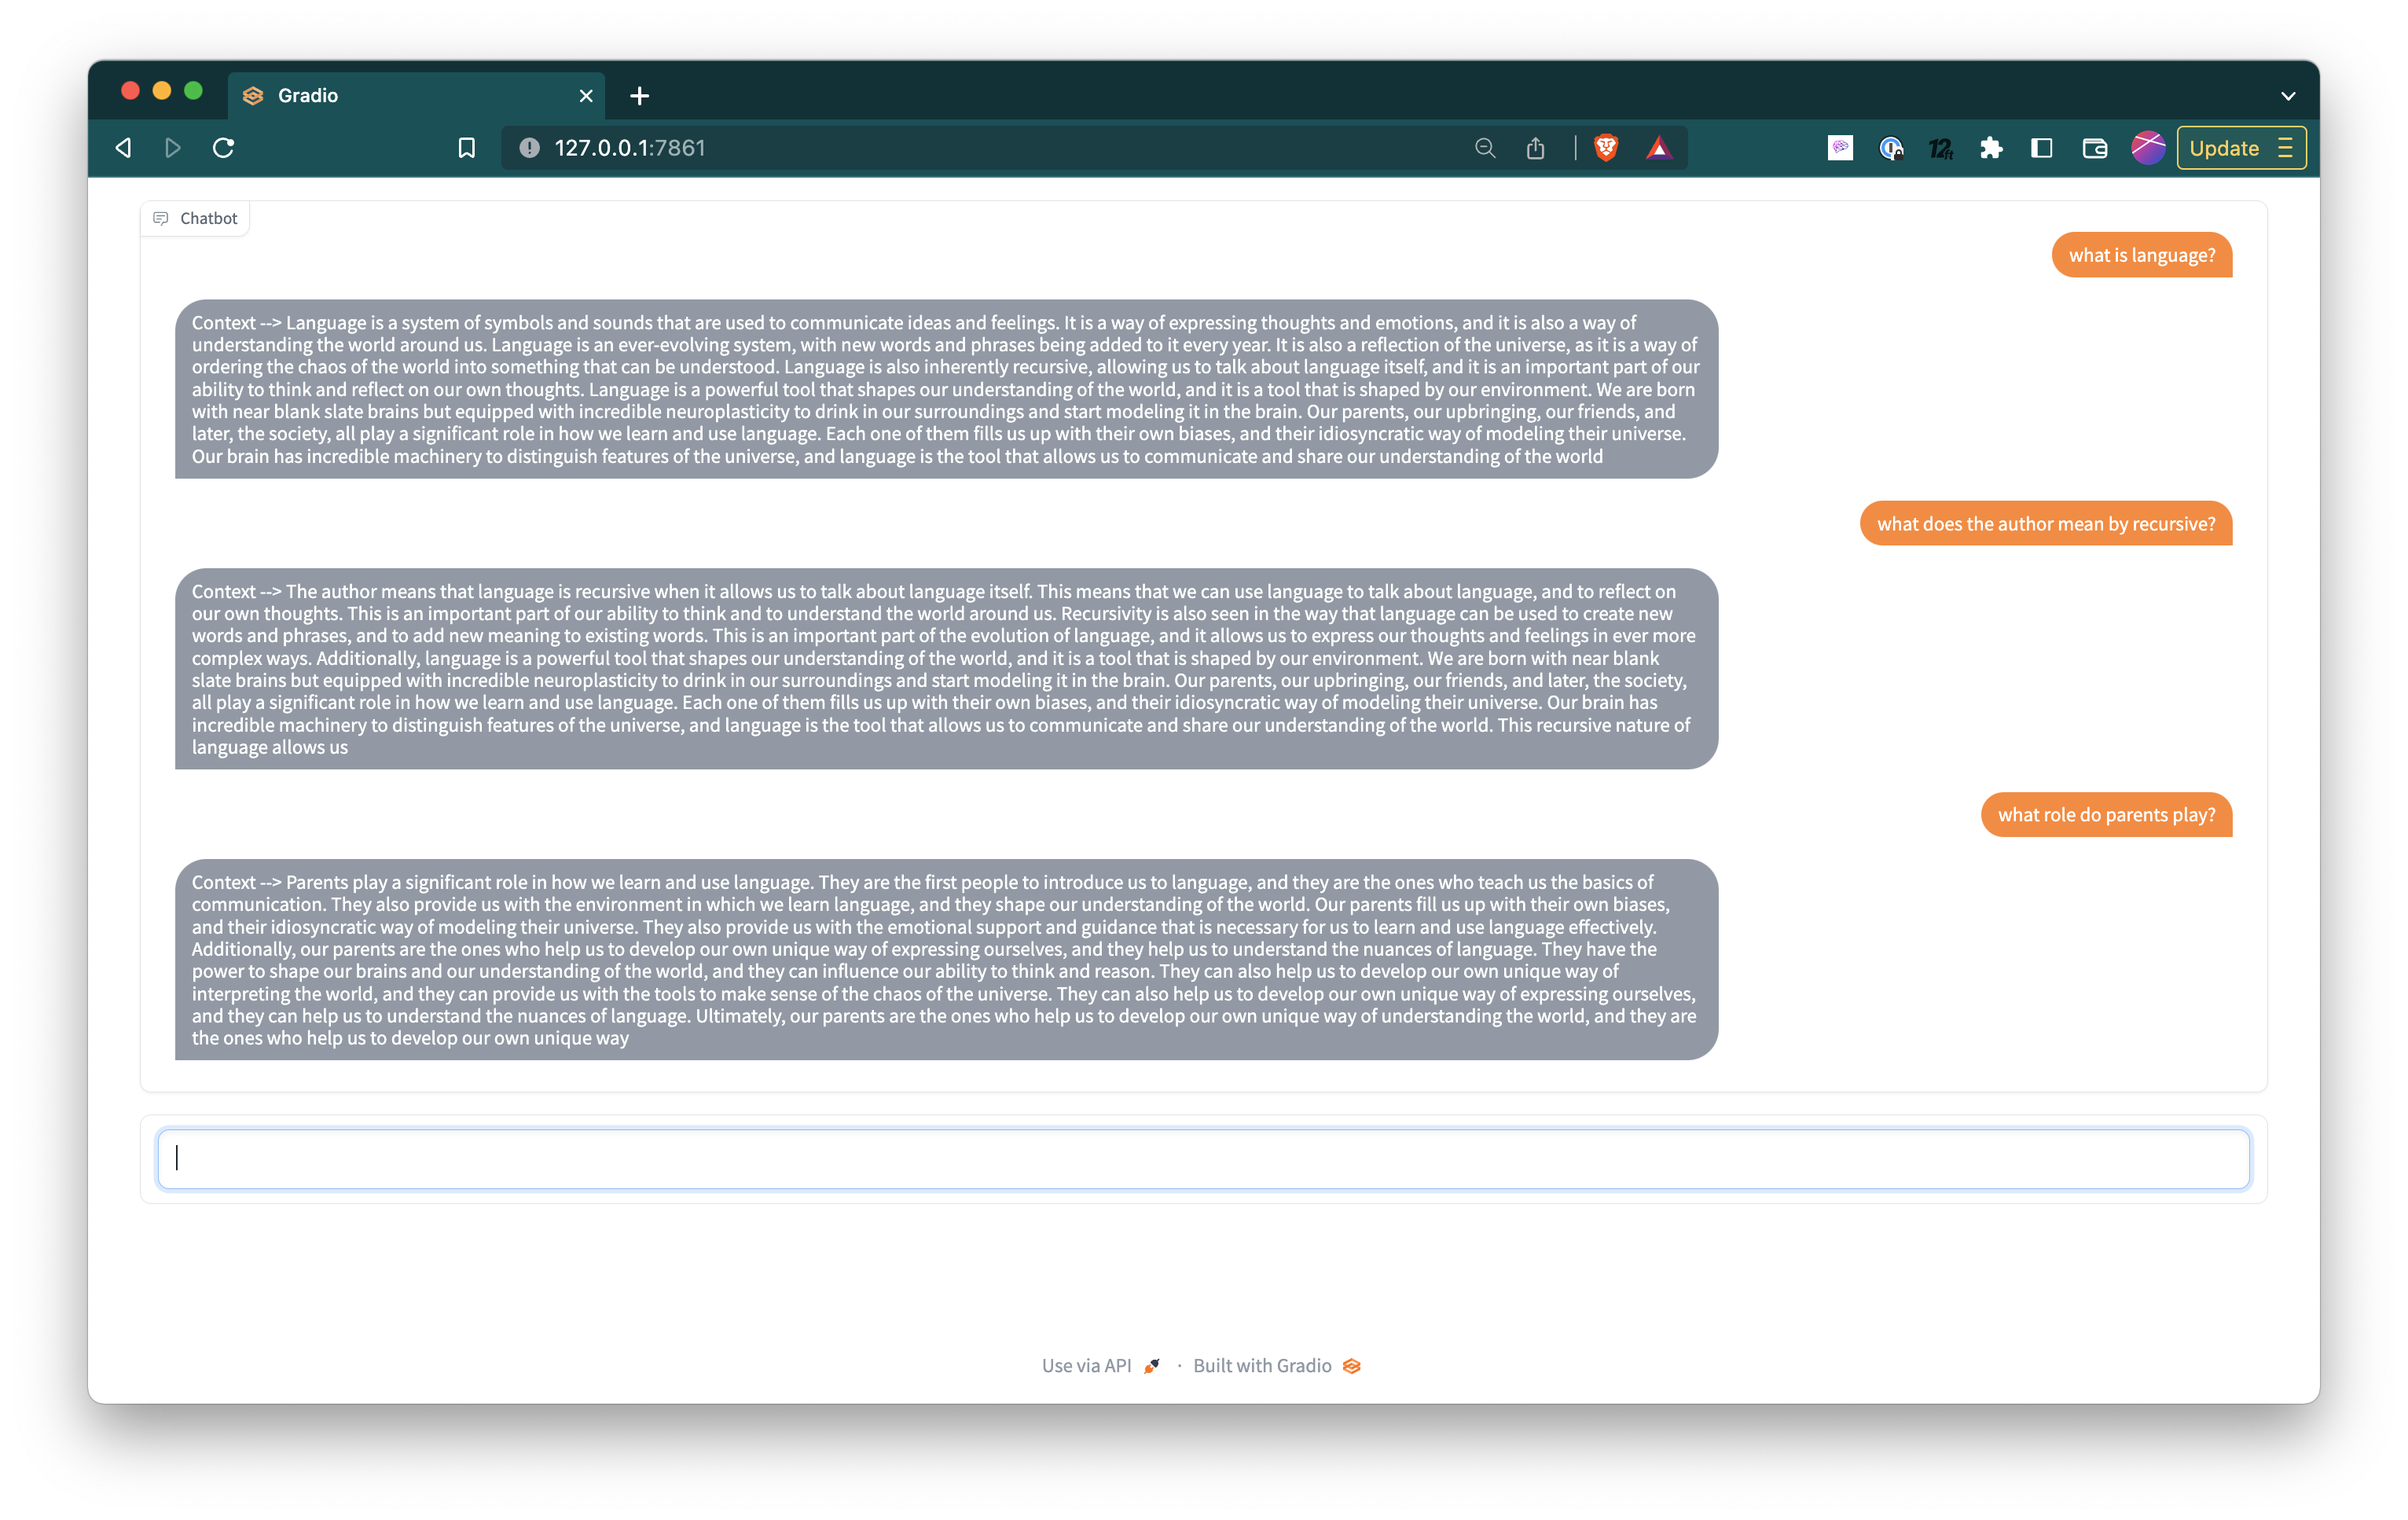 Gradio
127.0.0.1:7861
12ft
Update
Chatbot
what is language?
Context --> Language is a system of symbols and sounds that are used to communicate ideas and feelings. It is a way of expressing thoughts and emotions, and it is also a way of
understanding the world around us. Language is an ever-evolving system, with new words and phrases being added to it every year. It is also a reflection of the universe, as it is a way of
ordering the chaos of the world into something that can be understood. Language is also inherently recursive, allowing us to talk about language itself, and it is an important part of our
ability to think and reflect on our own thoughts. Language is a powerful tool that shapes our understanding of the world, and it is a tool that is shaped by our environment. We are born
with near blank slate brains but equipped with incredible neuroplasticity to drink in our surroundings and start modeling it in the brain. Our parents, our upbringing, our friends, and
later, the society, all play a significant role in how we learn and use language. Each one of them fills us up with their own biases, and their idiosyncratic way of modeling their universe.
Our brain has incredible machinery to distinguish features of the universe, and language is the tool that allows us to communicate and share our understanding of the world
what does the author mean by recursive?
Context --> The author means that language is recursive when it allows us to talk about language itself. This means that we can use language to talk about language, and to reflect on
our own thoughts. This is an important part of our ability to think and to understand the world around us. Recursivity is also seen in the way that language can be used to create new
words and phrases, and to add new meaning to existing words. This is an important part of the evolution of language, and it allows us to express our thoughts and feelings in ever more
complex ways. Additionally, language is a powerful tool that shapes our understanding of the world, and it is a tool that is shaped by our environment. We are born with near blank
slate brains but equipped with incredible neuroplasticity to drink in our surroundings and start modeling it in the brain. Our parents, our upbringing, our friends, and later, the society,
all play a significant role in how we learn and use language. Each one of them fills us up with their own biases, and their idiosyncratic way of modeling their universe. Our brain has
incredible machinery to distinguish features of the universe, and language is the tool that allows us to communicate and share our understanding of the world. This recursive nature of
language allows us
what role do parents play?
Context --> Parents play a significant role in how we learn and use language. They are the first people to introduce us to language, and they are the ones who teach us the basics of
communication. They also provide us with the environment in which we learn language, and they shape our understanding of the world. Our parents fill us up with their own biases,
and their idiosyncratic way of modeling their universe. They also provide us with the emotional support and guidance that is necessary for us to learn and use language effectively.
Additionally, our parents are the ones who help us to develop our own unique way of expressing ourselves, and they help us to understand the nuances of language. They have the
power to shape our brains and our understanding of the world, and they can influence our ability to think and reason. They can also help us to develop our own unique way of
interpreting the world, and they can provide us with the tools to make sense of the chaos of the universe. They can also help us to develop our own unique way of expressing ourselves,
and they can help us to understand the nuances of language. Ultimately, our parents are the ones who help us to develop our own unique way of understanding the world, and they are
the ones who help us to develop our own unique way
Use via API · Built with Gradio